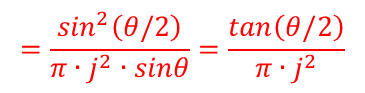 = sin²(θ/2) / π · j² · sinθ = tan(θ/2) / π · j²